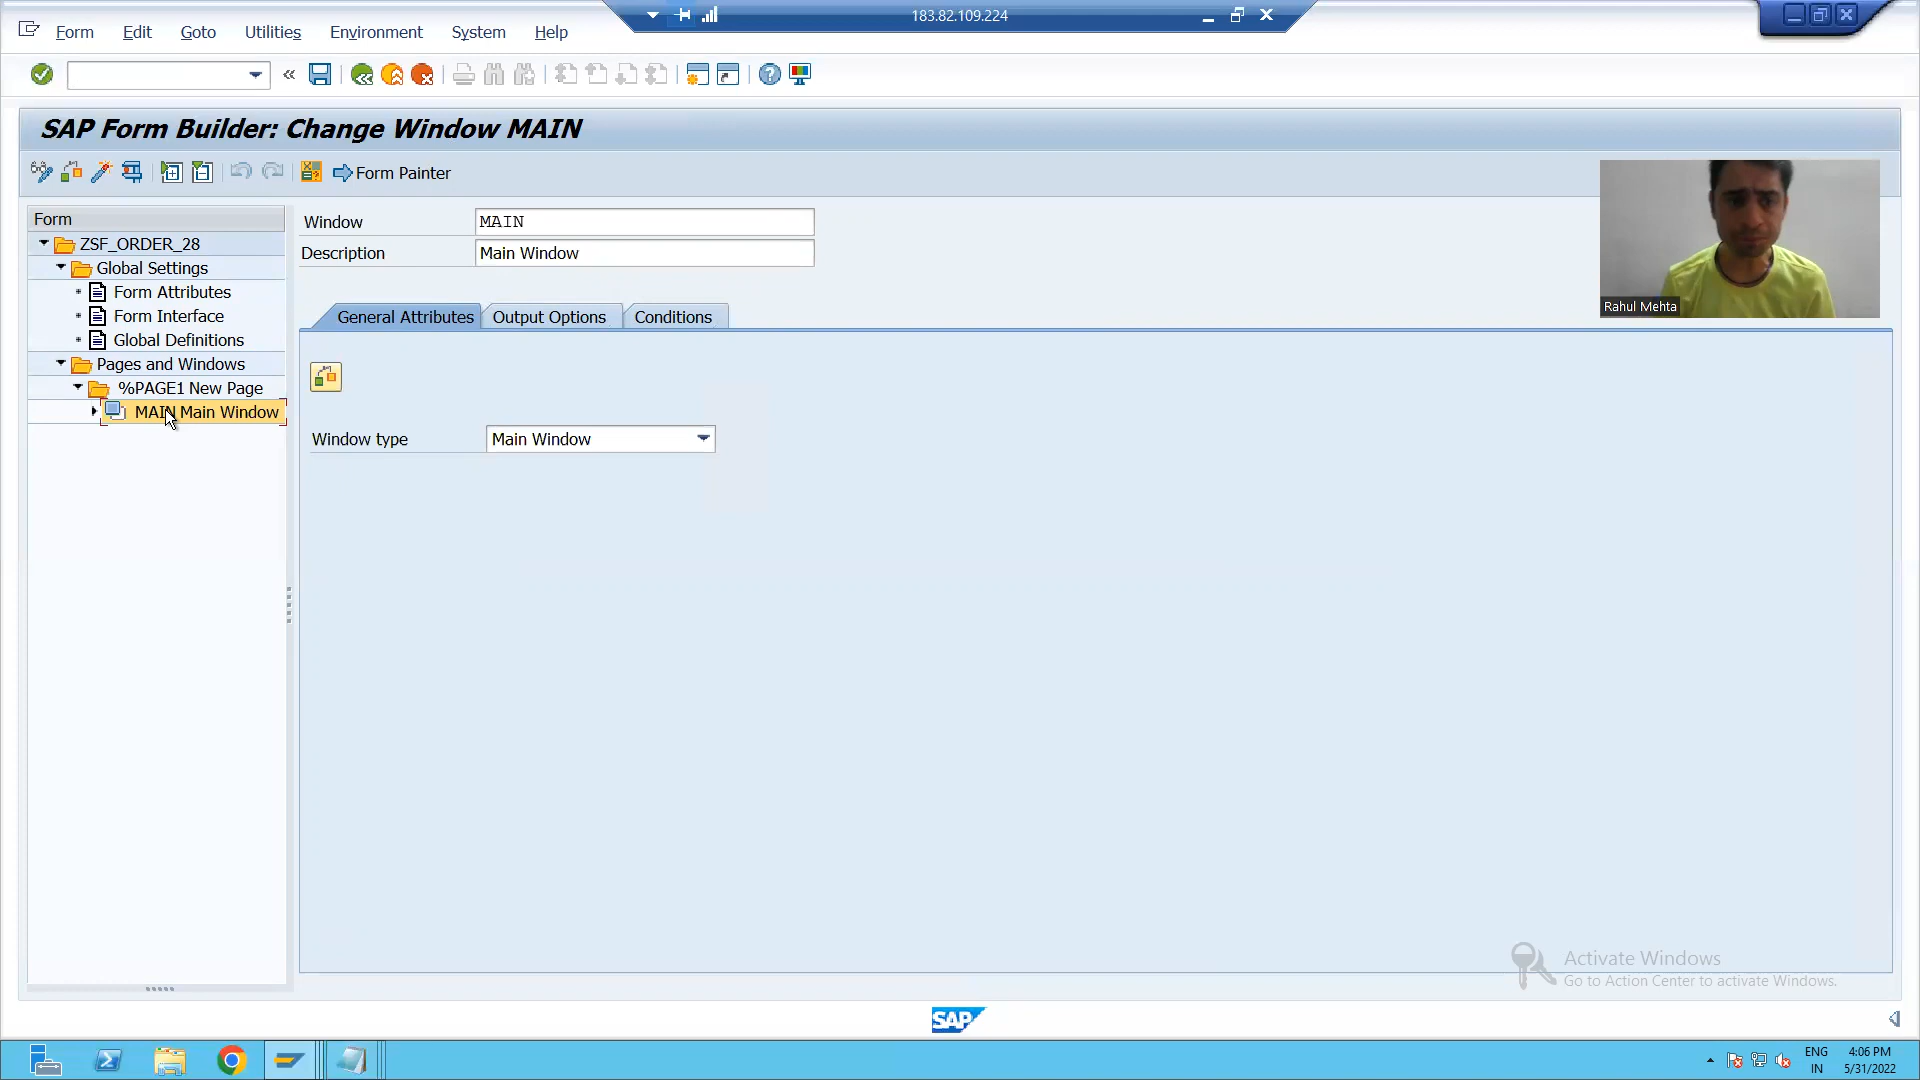 183.82.109.224
Form Edit Goto Utilities Environment System Help
SAP Form Builder: Change Window MAIN
Form Painter
Form
ZSF_ORDER_28
Global Settings
Form Attributes
Form Interface
Global Definitions
Pages and Windows
%PAGE1 New Page
MAIN Main Window
Window MAIN
Description Main Window
General Attributes Output Options Conditions
Window type Main Window
Rahul Mehta
Activate Windows
Go to Action Center to activate Windows.
SAP
ENG 4:06 PM
IN 5/31/2022